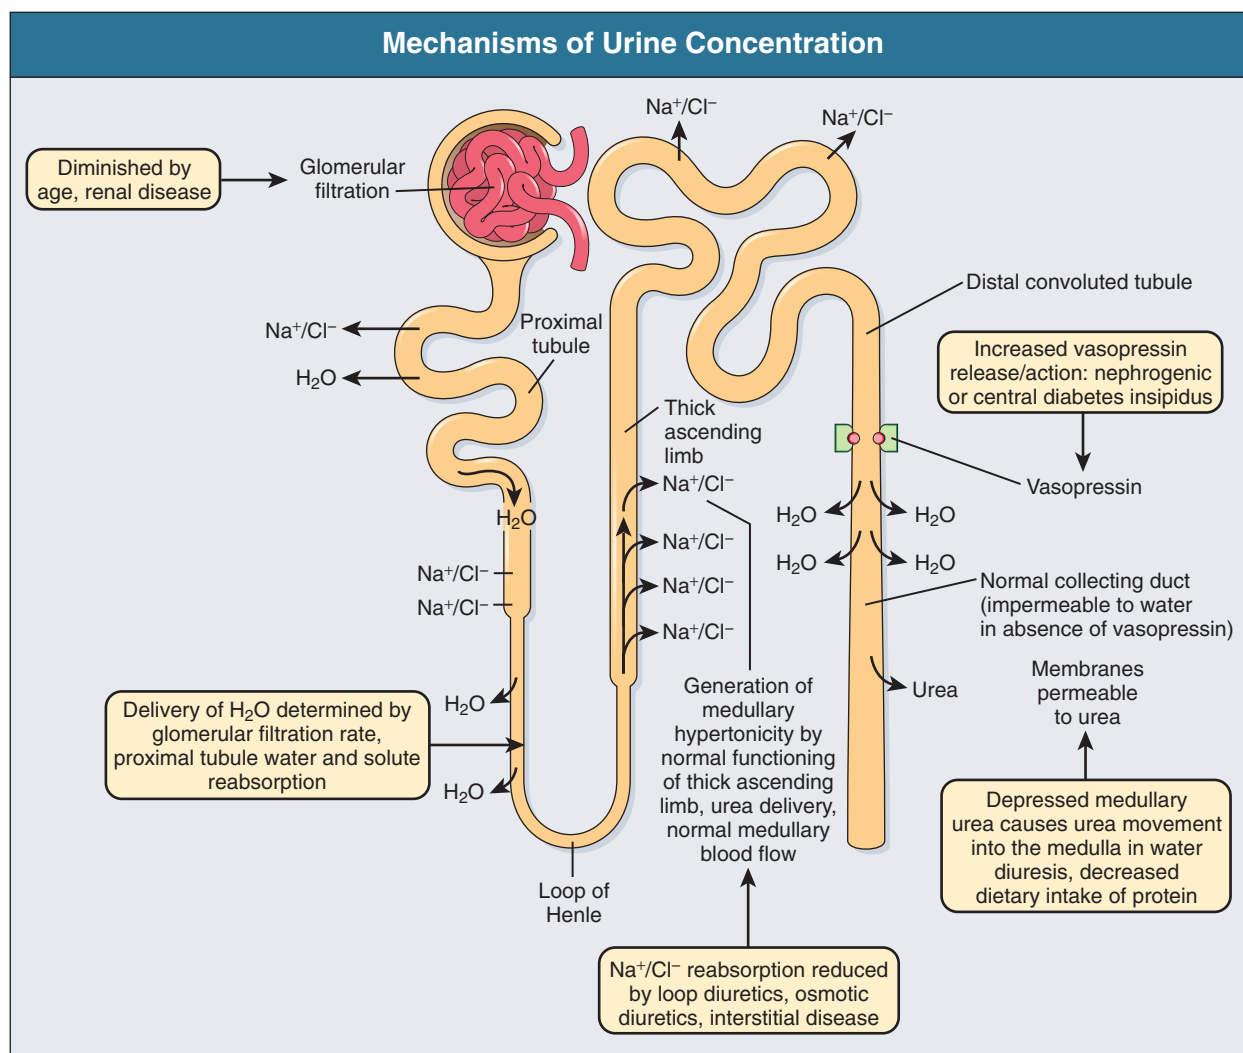 Mechanisms of Urine Concentration
Diminished by
age, renal disease
Glomerular
filtration
Na⁺/Cl⁻
Na⁺/Cl⁻
Na⁺/Cl⁻
H₂O
Proximal
tubule
Distal convoluted tubule
Increased vasopressin
release/action: nephrogenic
or central diabetes insipidus
Vasopressin
Thick
ascending
limb
Na⁺/Cl⁻
Na⁺/Cl⁻
Na⁺/Cl⁻
Na⁺/Cl⁻
H₂O
Na⁺/Cl⁻
Na⁺/Cl⁻
H₂O
H₂O
H₂O
H₂O
H₂O
H₂O
Normal collecting duct
(impermeable to water
in absence of vasopressin)
Urea
Membranes
permeable
to urea
Delivery of H₂O determined by
glomerular filtration rate,
proximal tubule water and solute
reabsorption
Generation of
medullary
hypertonicity by
normal functioning
of thick ascending
limb, urea delivery,
normal medullary
blood flow
Loop of
Henle
Depressed medullary
urea causes urea movement
into the medulla in water
diuresis, decreased
dietary intake of protein
Na⁺/Cl⁻ reabsorption reduced
by loop diuretics, osmotic
diuretics, interstitial disease